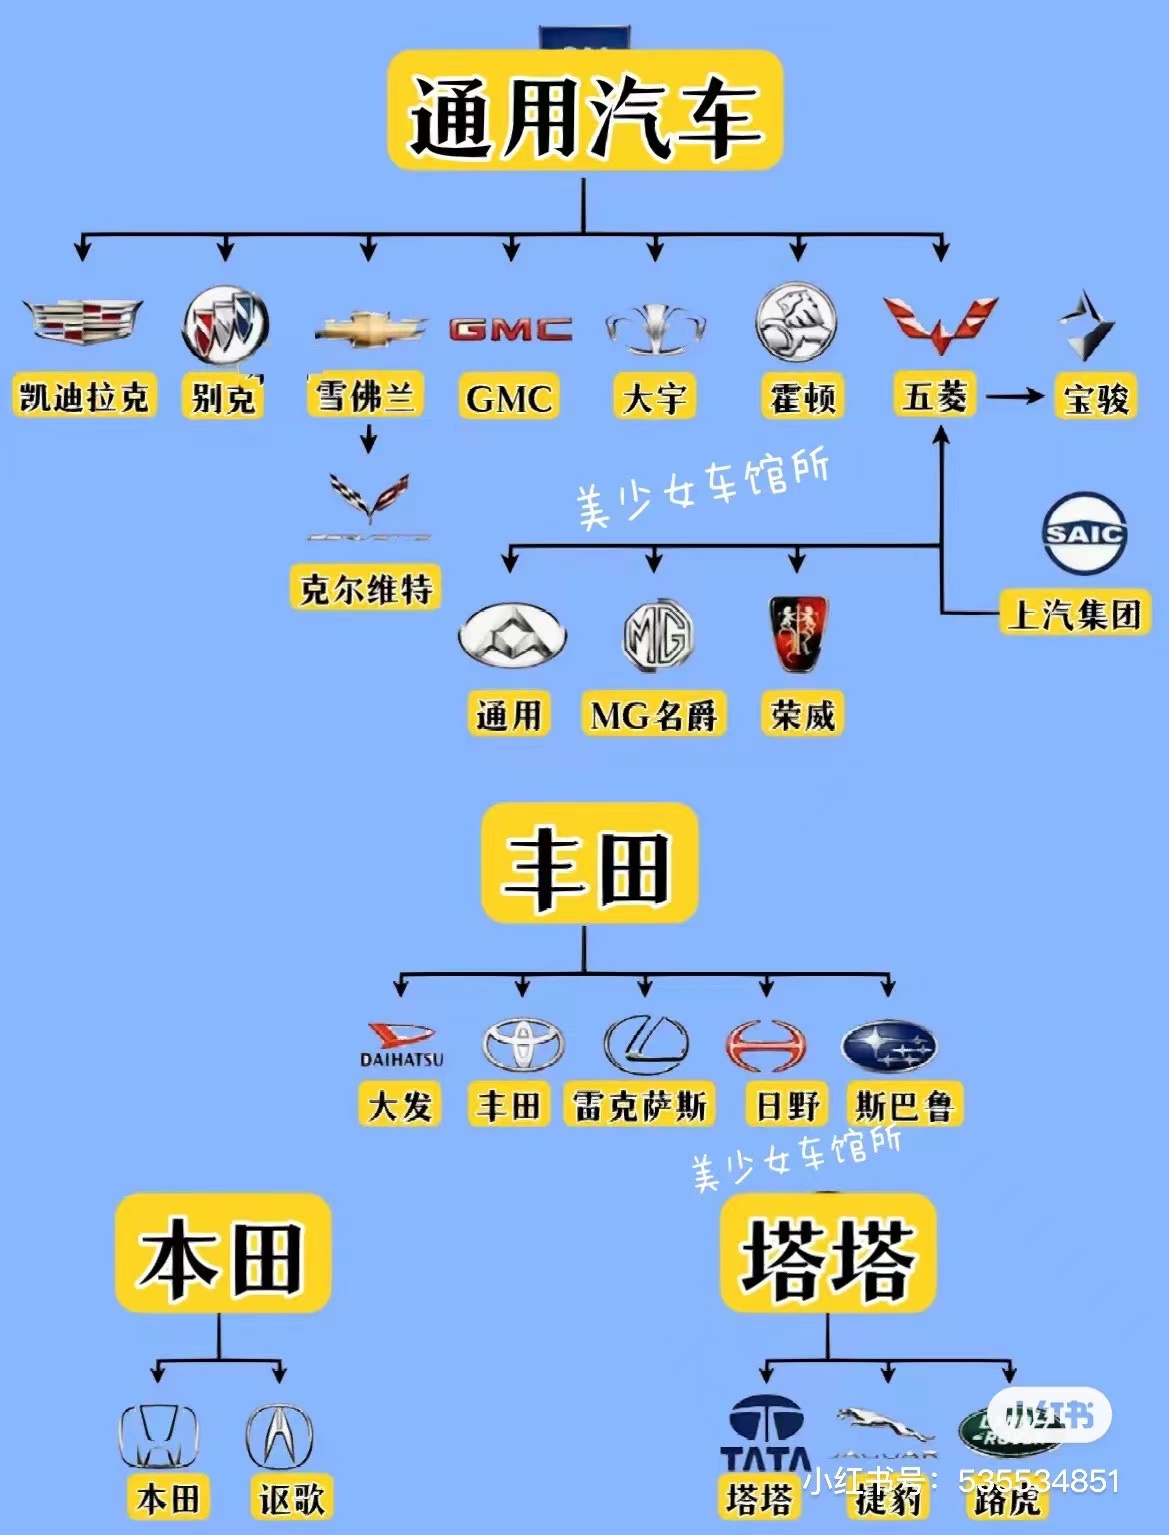 通用汽车
GMC
凯迪拉克 别克 雪佛兰 GMC 大宇 霍顿 五菱 宝骏
美少女车馆所
CORVETTE
SAIC
克尔维特
上汽集团
MG
通用 MG名爵 荣威
丰田
DAIHATSU
大发 丰田 雷克萨斯 日野 斯巴鲁
美少女车馆所
本田 塔塔
小红书
TATA JAGUAR
小红书号：535534851
本田 讴歌 塔塔 捷豹 路虎